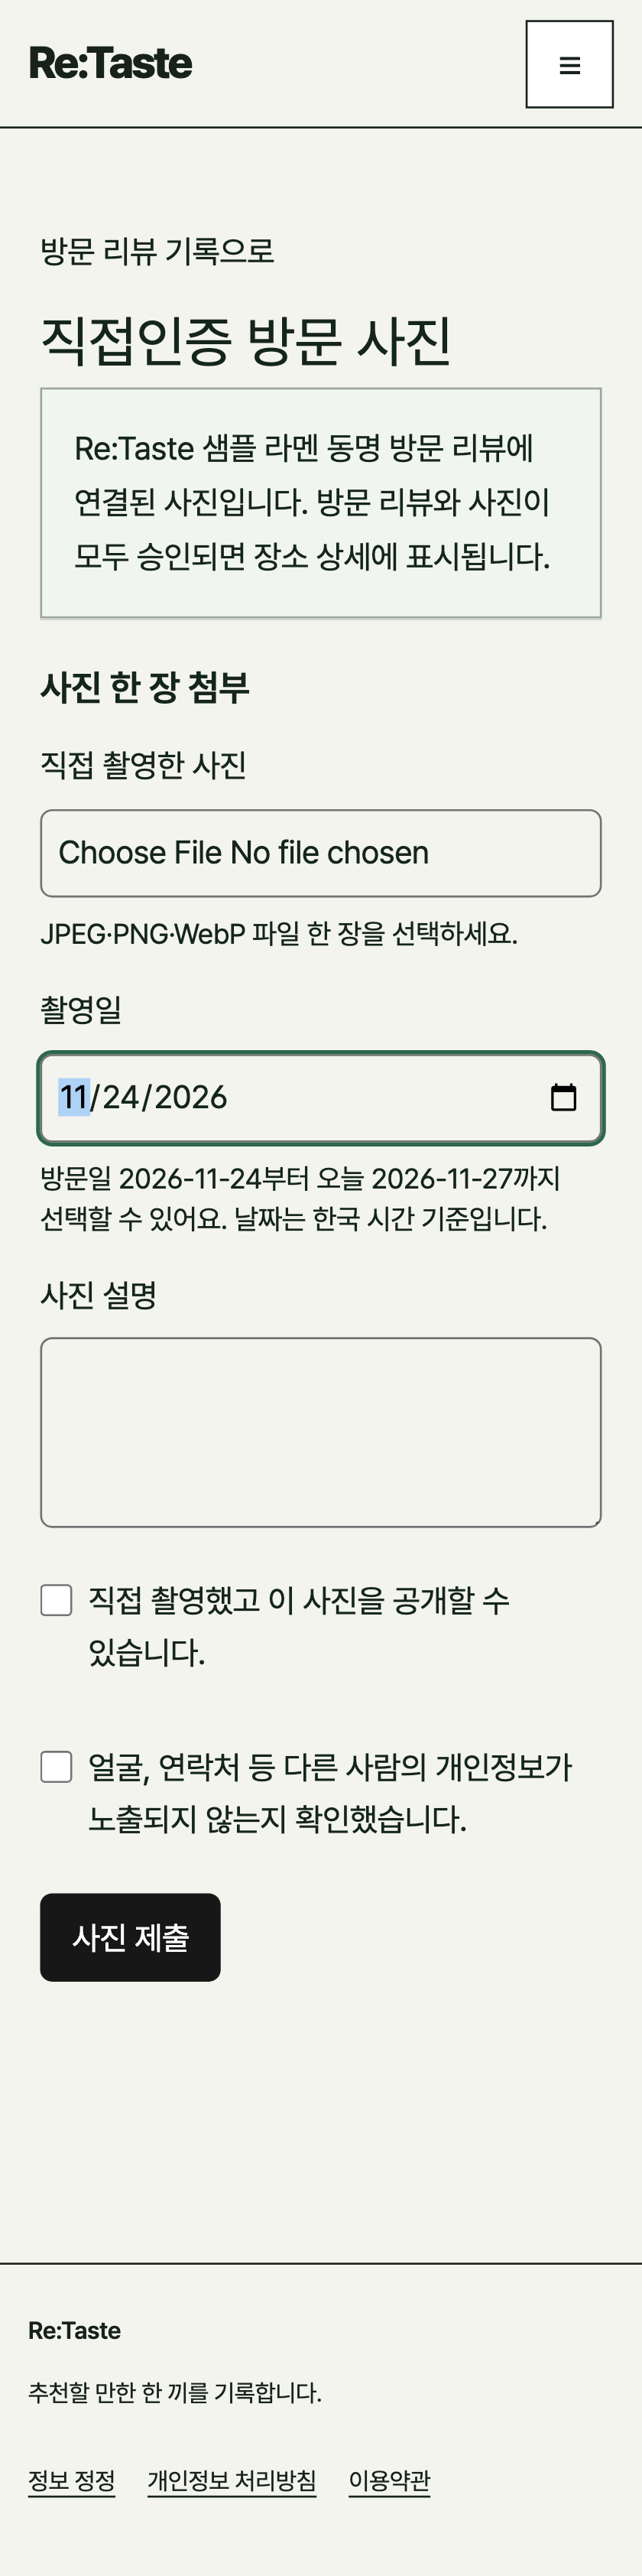 Re:Taste
방문 리뷰 기록으로
직접인증 방문 사진
Re:Taste 샘플 라멘 동명 방문 리뷰에
연결된 사진입니다. 방문 리뷰와 사진이
모두 승인되면 장소 상세에 표시됩니다.
사진 한 장 첨부
직접 촬영한 사진
Choose File No file chosen
JPEG·PNG·WebP 파일 한 장을 선택하세요.
촬영일
11/24/2026
방문일 2026-11-24부터 오늘 2026-11-27까지
선택할 수 있어요. 날짜는 한국 시간 기준입니다.
사진 설명
직접 촬영했고 이 사진을 공개할 수
있습니다.
얼굴, 연락처 등 다른 사람의 개인정보가
노출되지 않는지 확인했습니다.
사진 제출
Re:Taste
추천할 만한 한 끼를 기록합니다.
정보 정정 개인정보 처리방침 이용약관